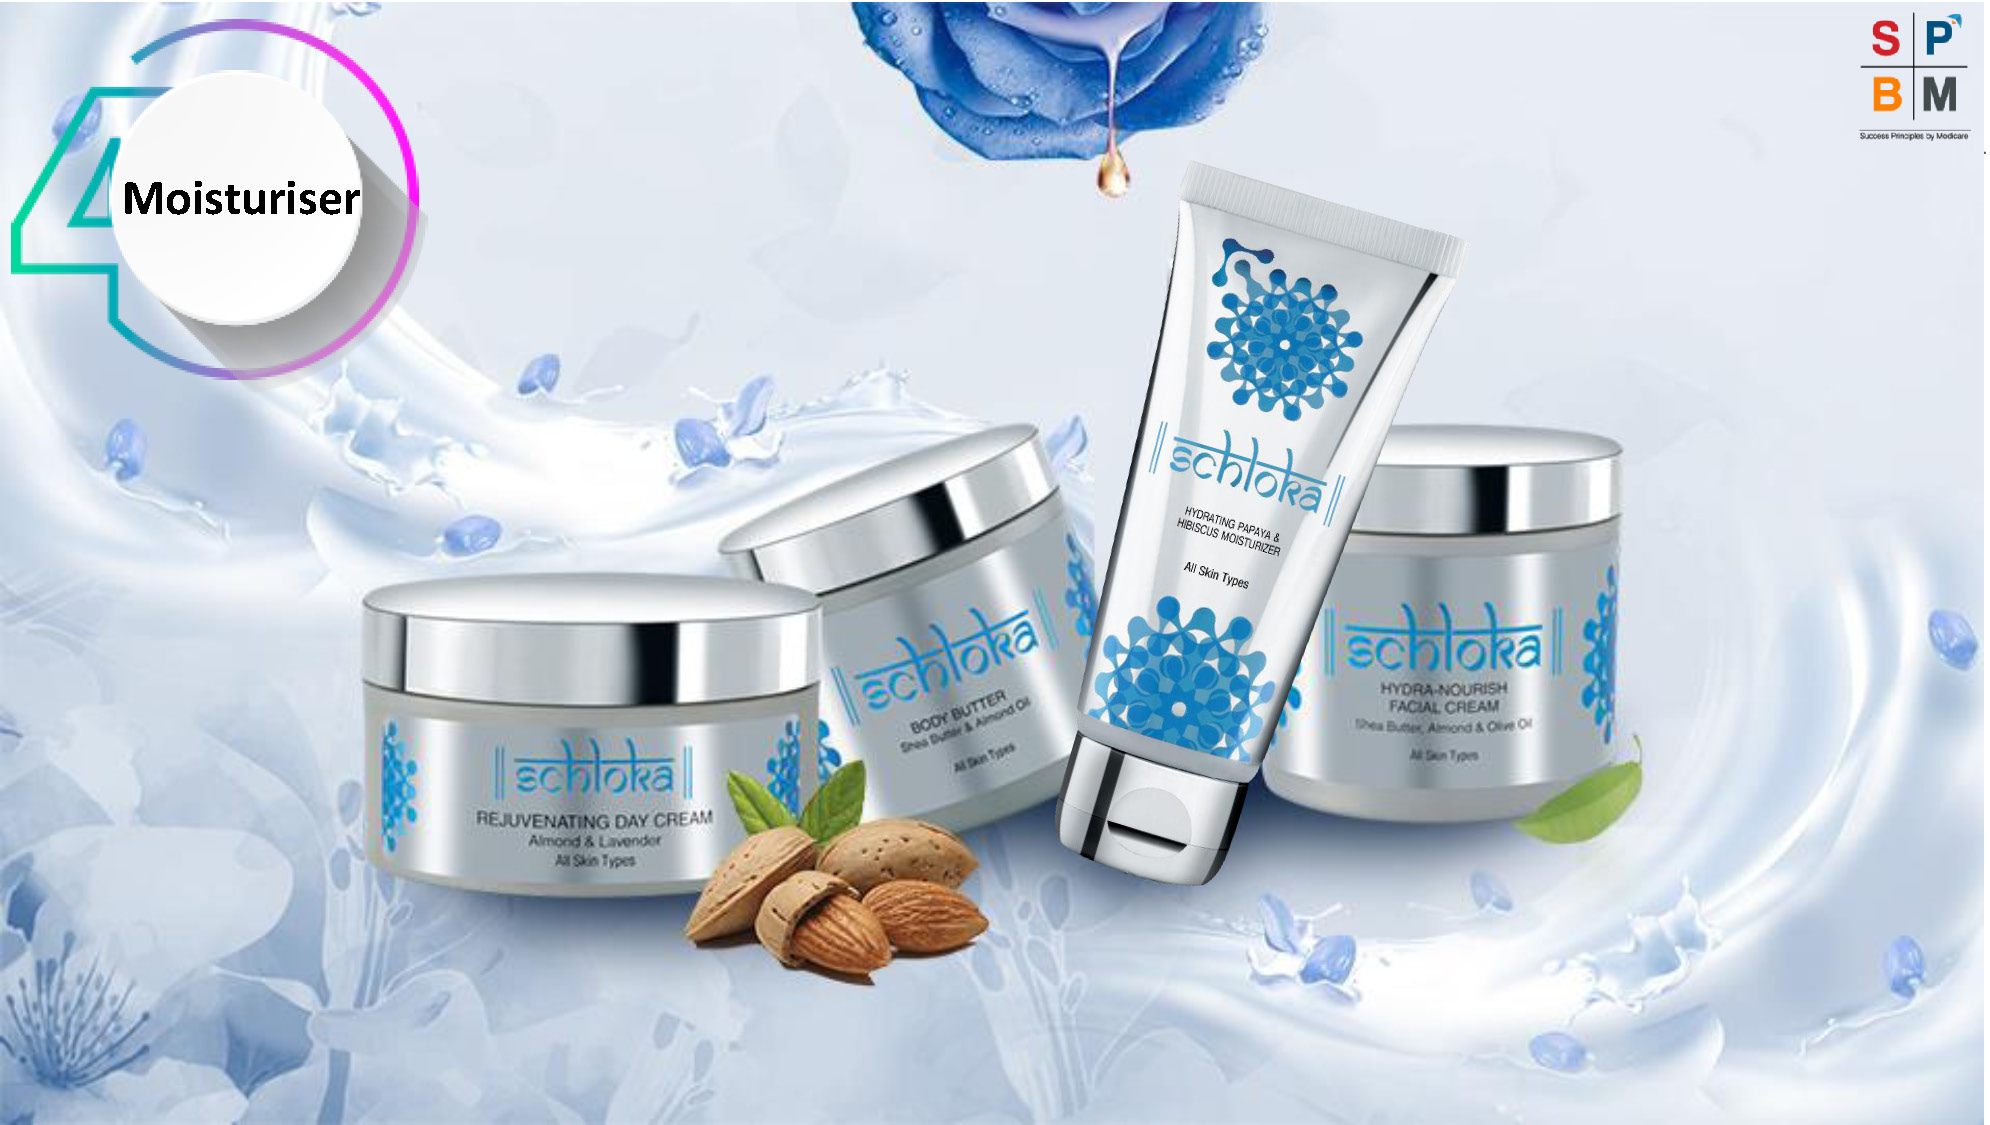 4
Moisturiser
S P
B M
Success Principles by Medicare
schloka
HYDRATING PAPAYA &
HIBISCUS MOISTURIZER
All Skin Types
schloka
BODY BUTTER
Shea Butter & Almond Oil
All Skin Types
schloka
HYDRA-NOURISH
FACIAL CREAM
Shea Butter, Almond & Olive Oil
All Skin Types
schloka
REJUVENATING DAY CREAM
Almond & Lavender
All Skin Types